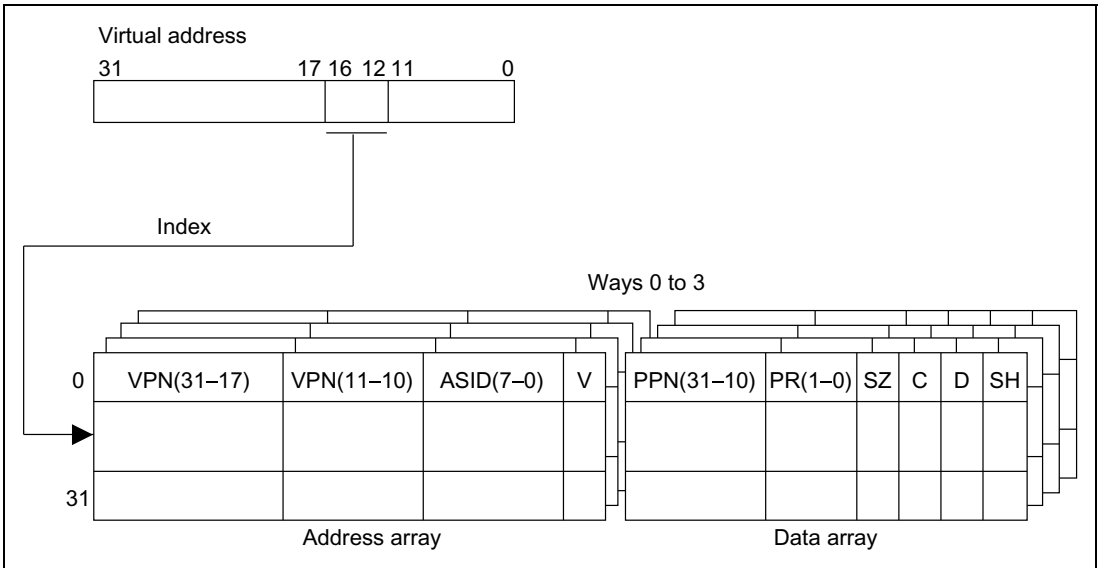 Virtual address
31 17 16 12 11 0
Index
Ways 0 to 3
0 VPN(31–17) VPN(11–10) ASID(7–0) V PPN(31–10) PR(1–0) SZ C D SH
31
Address array Data array